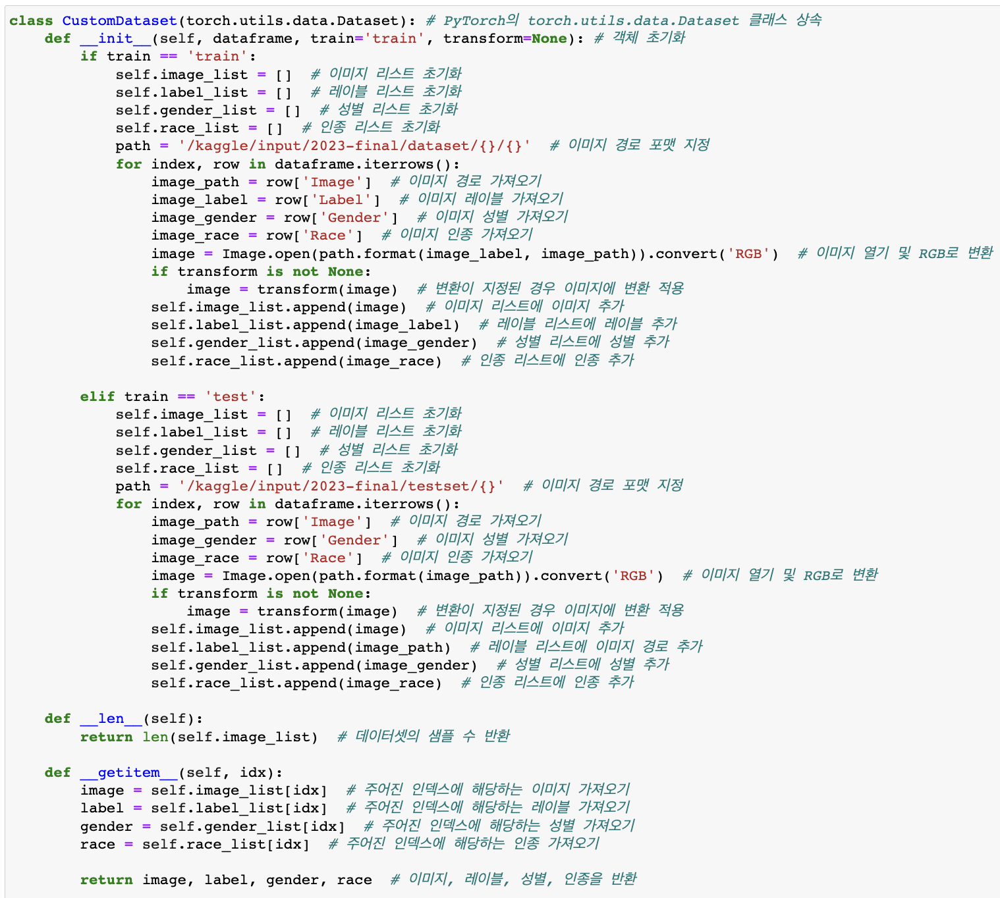 class CustomDataset(torch.utils.data.Dataset): # PyTorch의 torch.utils.data.Dataset 클래스 상속
    def __init__(self, dataframe, train='train', transform=None): # 객체 초기화
        if train == 'train':
            self.image_list = []  # 이미지 리스트 초기화
            self.label_list = []  # 레이블 리스트 초기화
            self.gender_list = []  # 성별 리스트 초기화
            self.race_list = []  # 인종 리스트 초기화
            path = '/kaggle/input/2023-final/dataset/{}/{}'  # 이미지 경로 포맷 지정
            for index, row in dataframe.iterrows():
                image_path = row['Image']  # 이미지 경로 가져오기
                image_label = row['Label']  # 이미지 레이블 가져오기
                image_gender = row['Gender']  # 이미지 성별 가져오기
                image_race = row['Race']  # 이미지 인종 가져오기
                image = Image.open(path.format(image_label, image_path)).convert('RGB')  # 이미지 열기 및 RGB로 변환
                if transform is not None:
                    image = transform(image)  # 변환이 지정된 경우 이미지에 변환 적용
                self.image_list.append(image)  # 이미지 리스트에 이미지 추가
                self.label_list.append(image_label)  # 레이블 리스트에 레이블 추가
                self.gender_list.append(image_gender)  # 성별 리스트에 성별 추가
                self.race_list.append(image_race)  # 인종 리스트에 인종 추가

        elif train == 'test':
            self.image_list = []  # 이미지 리스트 초기화
            self.label_list = []  # 레이블 리스트 초기화
            self.gender_list = []  # 성별 리스트 초기화
            self.race_list = []  # 인종 리스트 초기화
            path = '/kaggle/input/2023-final/testset/{}'  # 이미지 경로 포맷 지정
            for index, row in dataframe.iterrows():
                image_path = row['Image']  # 이미지 경로 가져오기
                image_gender = row['Gender']  # 이미지 성별 가져오기
                image_race = row['Race']  # 이미지 인종 가져오기
                image = Image.open(path.format(image_path)).convert('RGB')  # 이미지 열기 및 RGB로 변환
                if transform is not None:
                    image = transform(image)  # 변환이 지정된 경우 이미지에 변환 적용
                self.image_list.append(image)  # 이미지 리스트에 이미지 추가
                self.label_list.append(image_path)  # 레이블 리스트에 이미지 경로 추가
                self.gender_list.append(image_gender)  # 성별 리스트에 성별 추가
                self.race_list.append(image_race)  # 인종 리스트에 인종 추가

    def __len__(self):
        return len(self.image_list)  # 데이터셋의 샘플 수 반환

    def __getitem__(self, idx):
        image = self.image_list[idx]  # 주어진 인덱스에 해당하는 이미지 가져오기
        label = self.label_list[idx]  # 주어진 인덱스에 해당하는 레이블 가져오기
        gender = self.gender_list[idx]  # 주어진 인덱스에 해당하는 성별 가져오기
        race = self.race_list[idx]  # 주어진 인덱스에 해당하는 인종 가져오기

        return image, label, gender, race  # 이미지, 레이블, 성별, 인종을 반환